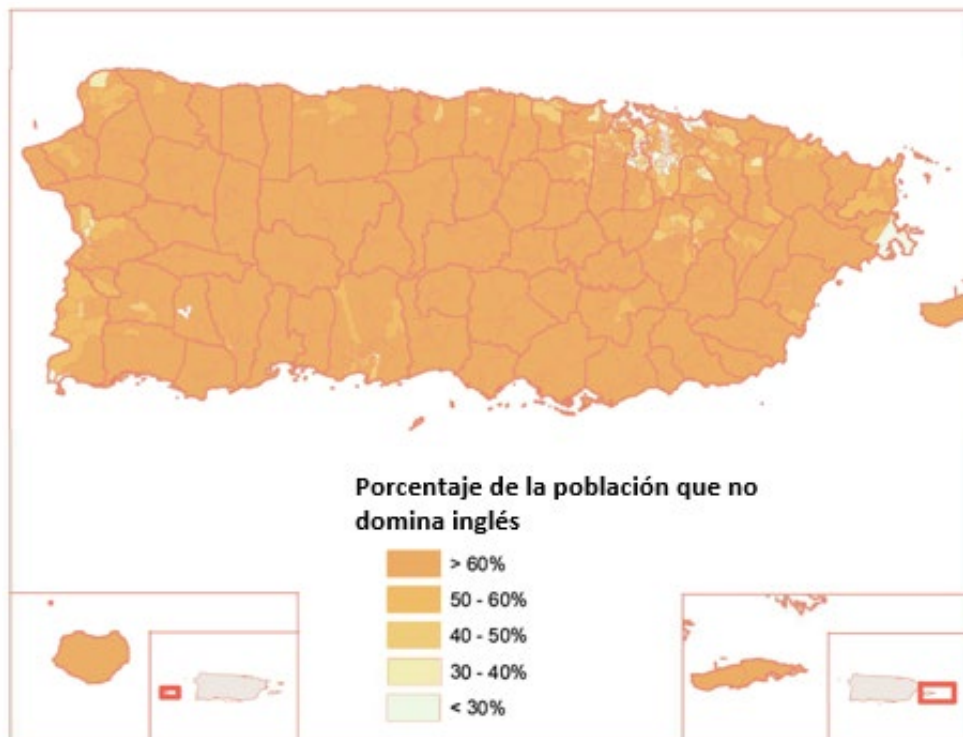 Porcentaje de la población que no
domina inglés
> 60%
50 - 60%
40 - 50%
30 - 40%
< 30%